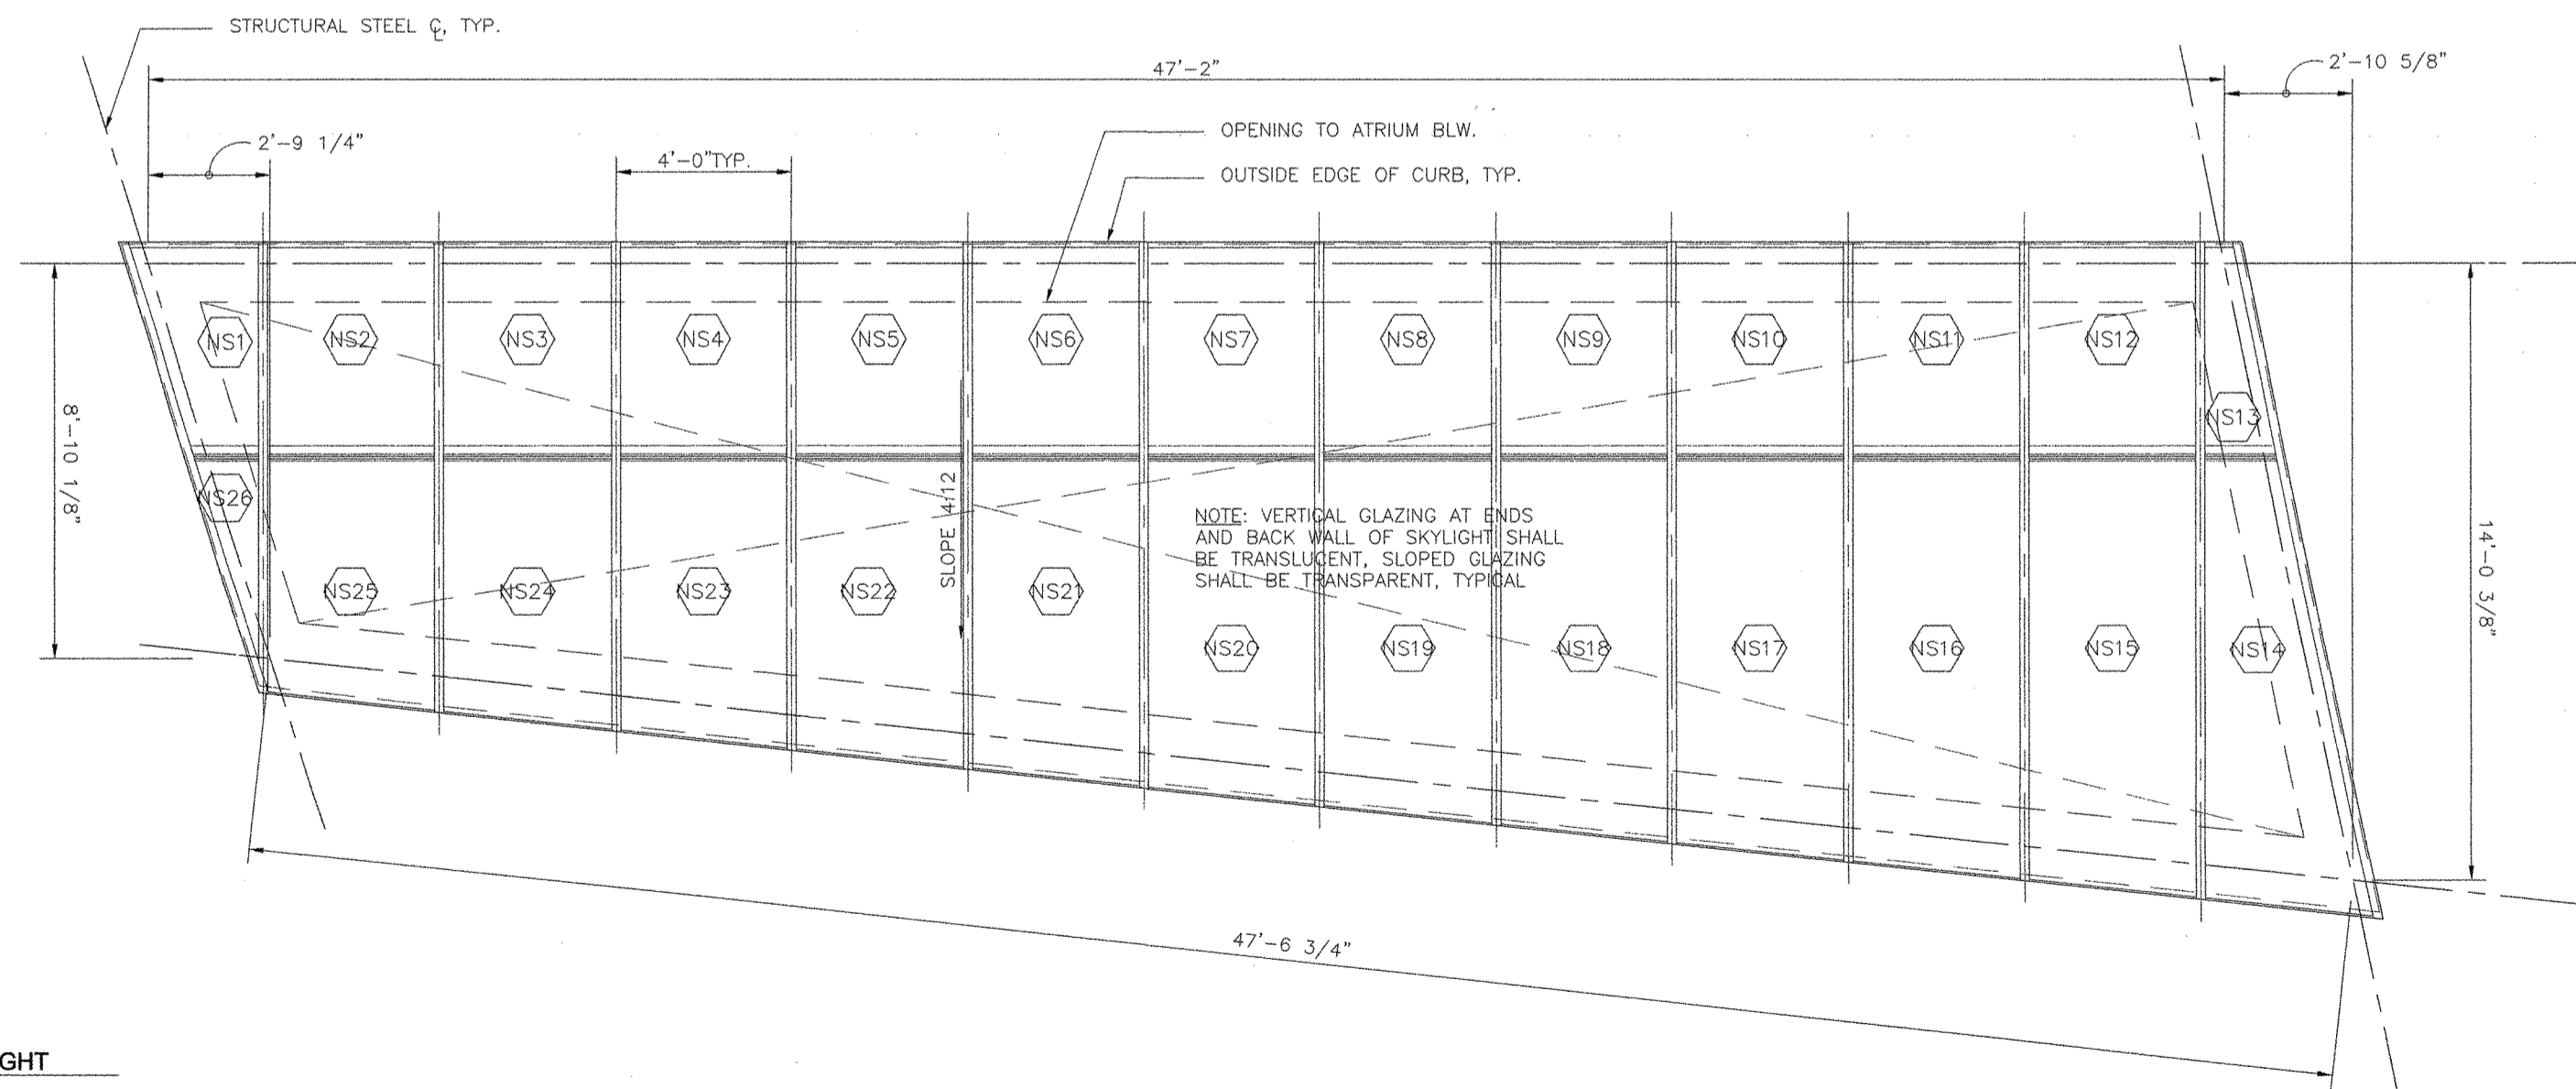 STRUCTURAL STEEL ℄, TYP.
47'-2"
2'-10 5/8"
2'-9 1/4"
4'-0"TYP.
OPENING TO ATRIUM BLW.
OUTSIDE EDGE OF CURB, TYP.
NS1
NS2
NS3
NS4
NS5
NS6
NS7
NS8
NS9
NS10
NS11
NS12
NS13
8'-10 1/8"
14'-0 3/8"
NS26
SLOPE 4:12
NOTE: VERTICAL GLAZING AT ENDS
AND BACK WALL OF SKYLIGHT SHALL
BE TRANSLUCENT, SLOPED GLAZING
SHALL BE TRANSPARENT, TYPICAL
NS25
NS24
NS23
NS22
NS21
NS20
NS19
NS18
NS17
NS16
NS15
NS14
47'-6 3/4"
GHT